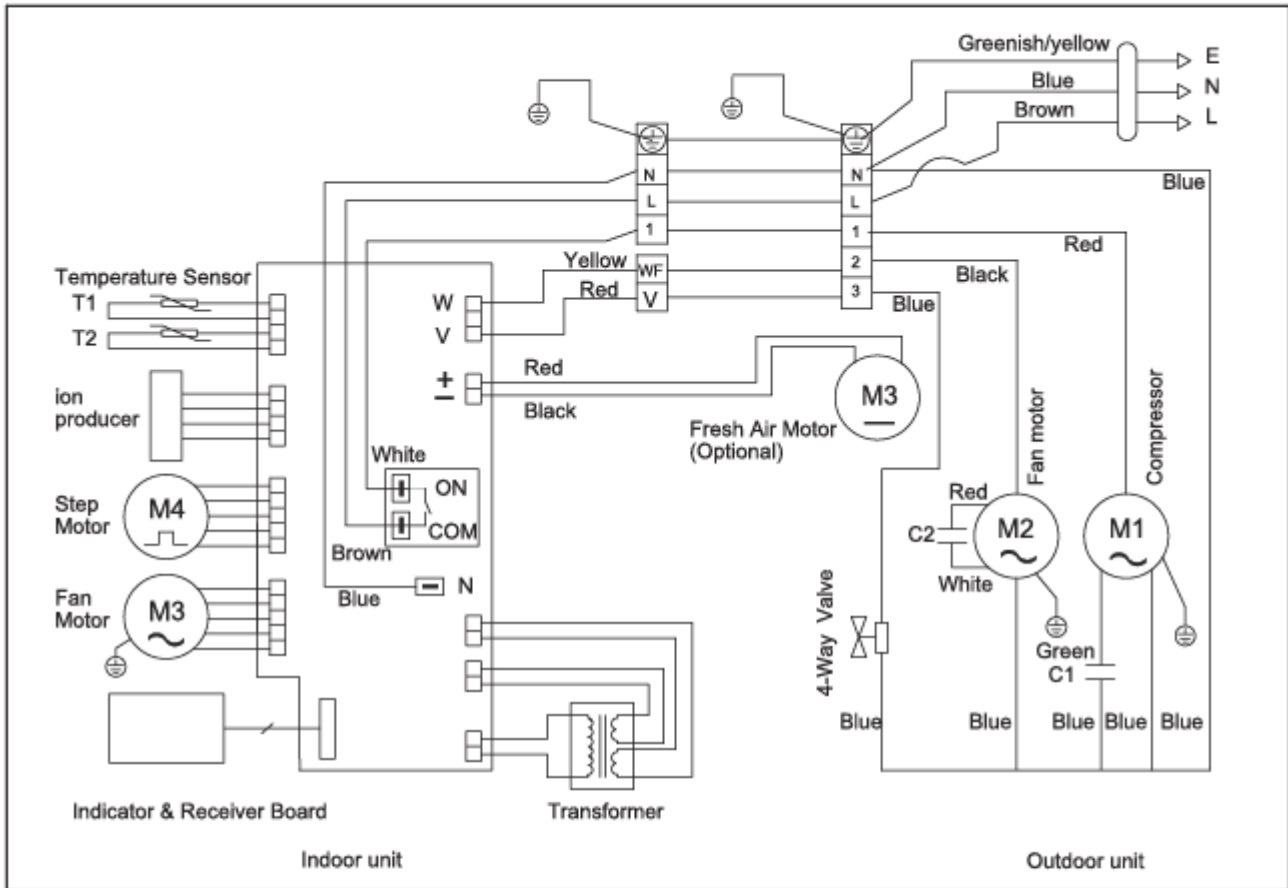 Greenish/yellow
E
Blue
N
Brown
L
N
N
Blue
L
L
1
1
Red
Temperature Sensor
Yellow
WF
2
Black
T1
W
Red
V
3
Blue
T2
V
+
−
Red
Black
M3
ion
producer
Fresh Air Motor
(Optional)
Fan motor
Compressor
White
ON
COM
Brown
Step
Motor
M4
Red
C2
White
M2
M1
Blue
N
Fan
Motor
M3
4-Way Valve
Green
C1
Blue
Blue
Blue
Blue
Blue
Indicator & Receiver Board
Transformer
Indoor unit
Outdoor unit